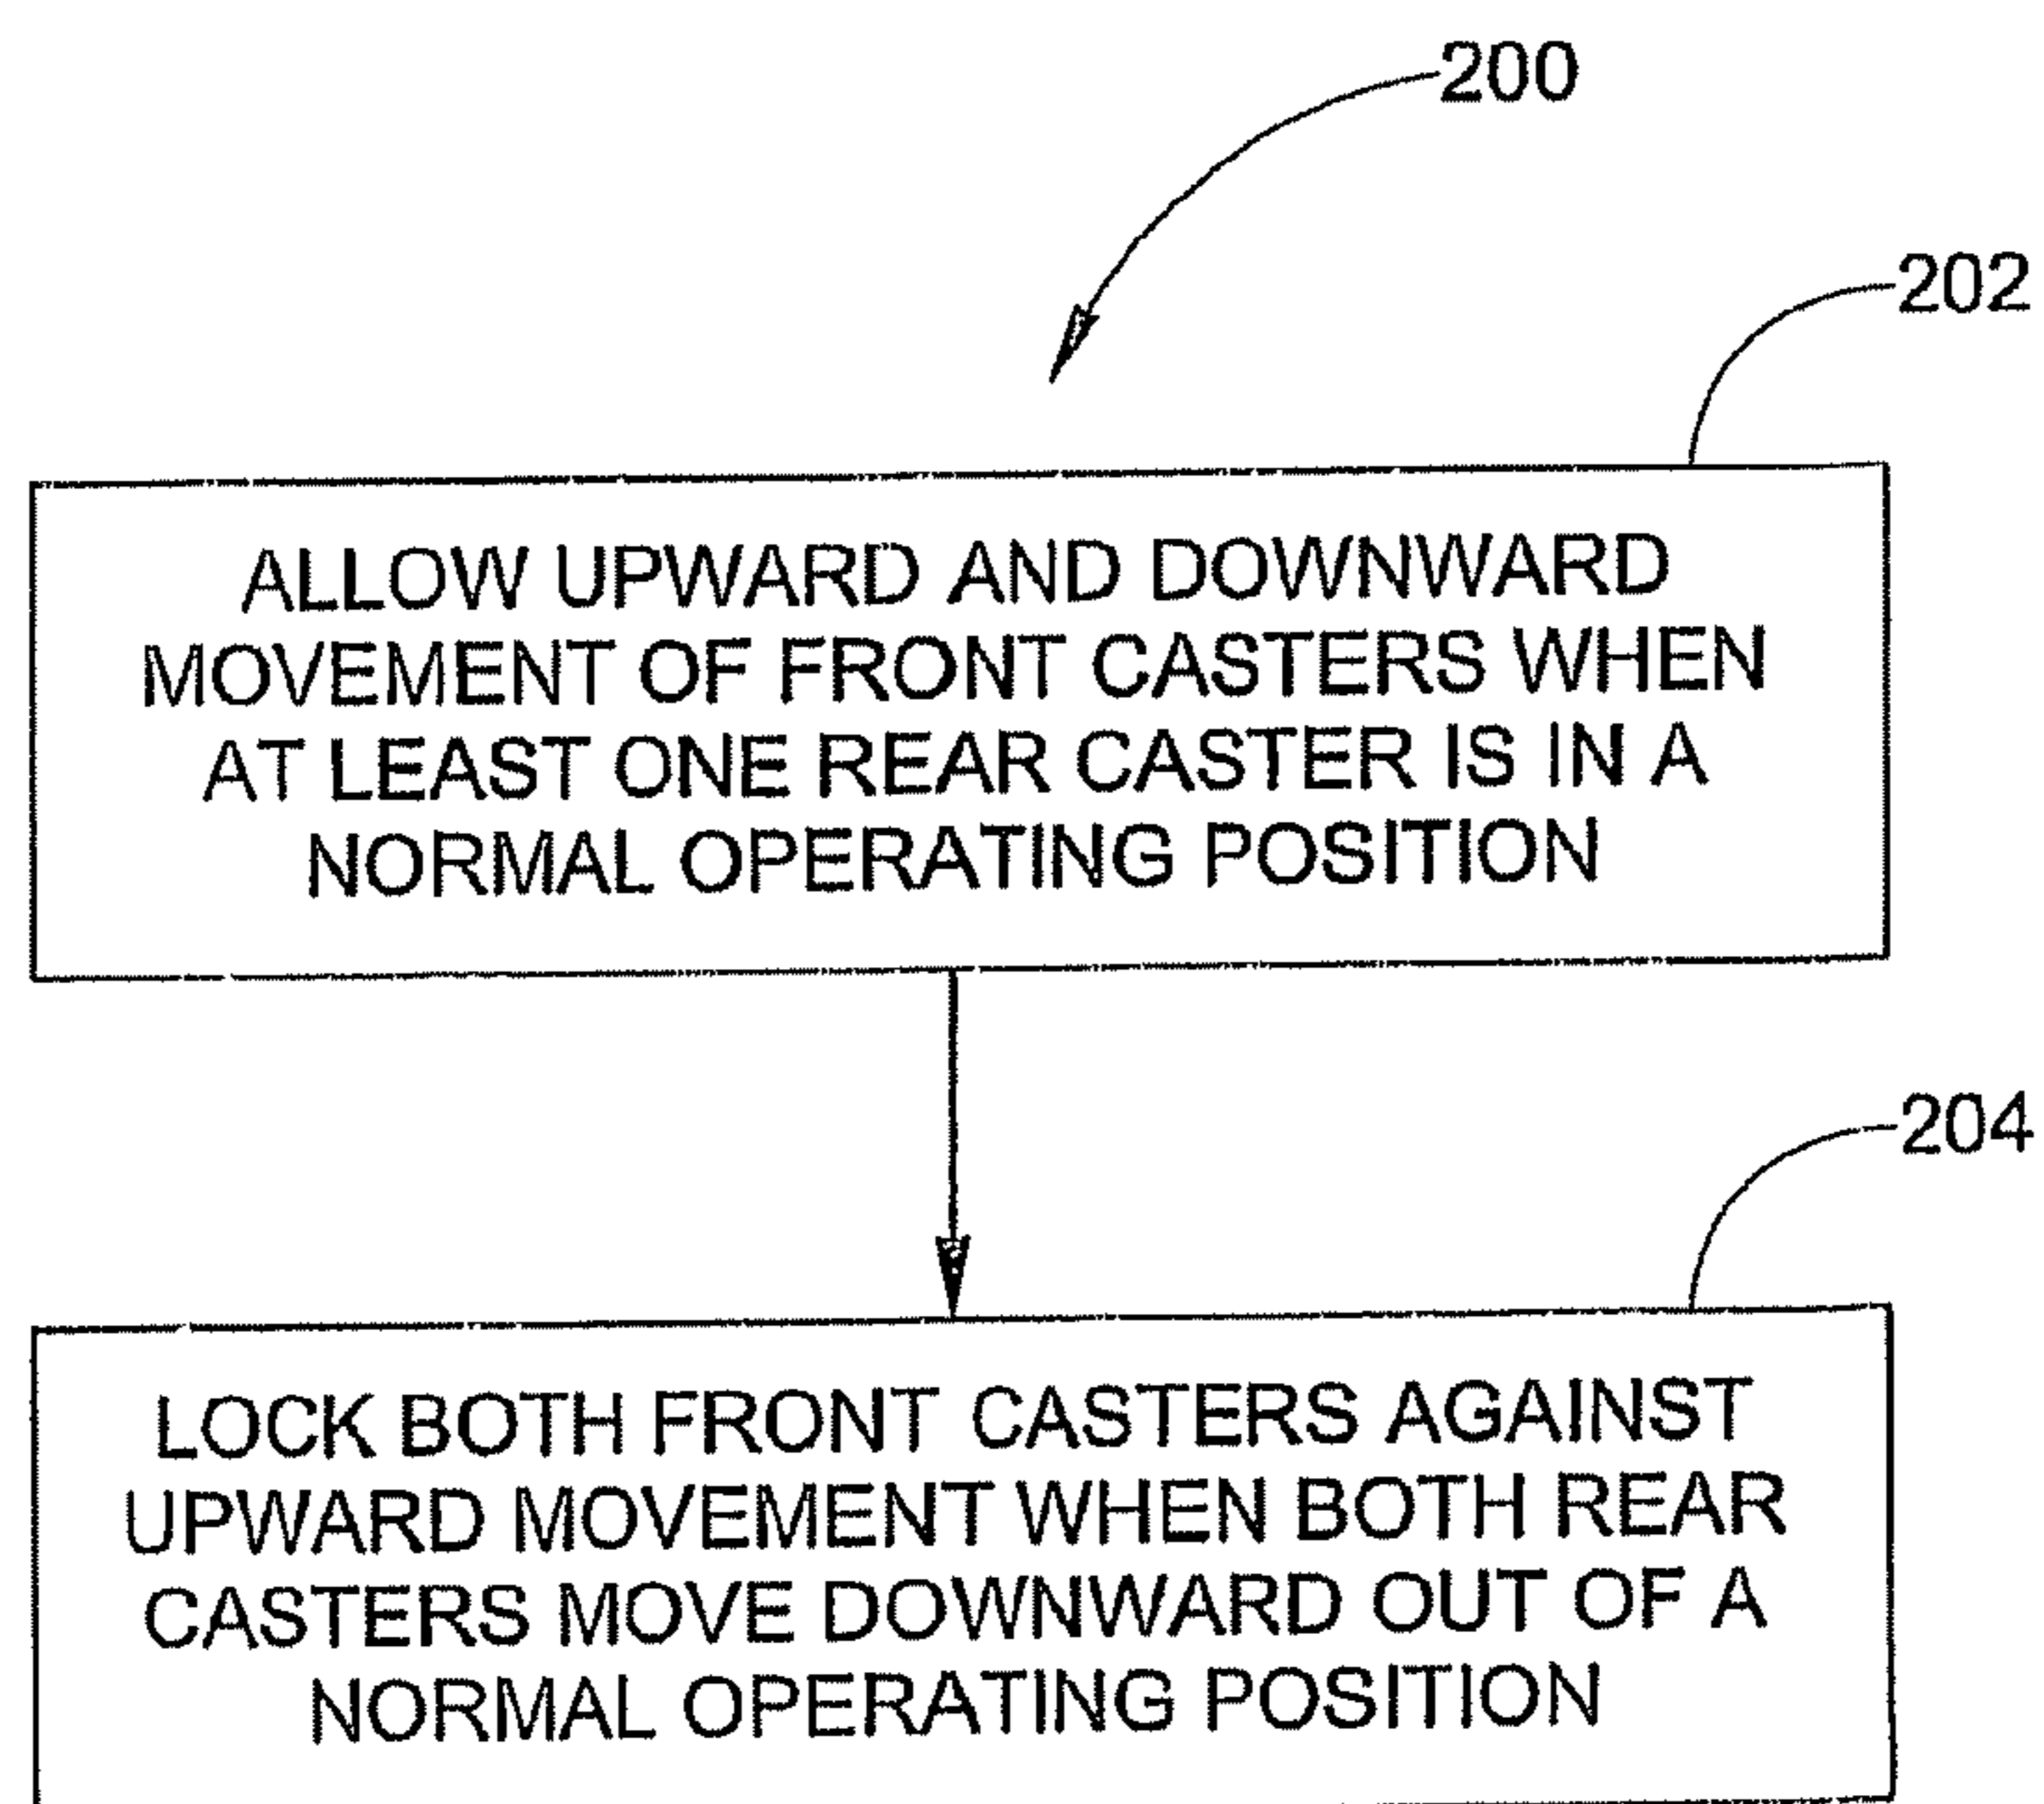 200
202
ALLOW UPWARD AND DOWNWARD
MOVEMENT OF FRONT CASTERS WHEN
AT LEAST ONE REAR CASTER IS IN A
NORMAL OPERATING POSITION
204
LOCK BOTH FRONT CASTERS AGAINST
UPWARD MOVEMENT WHEN BOTH REAR
CASTERS MOVE DOWNWARD OUT OF A
NORMAL OPERATING POSITION